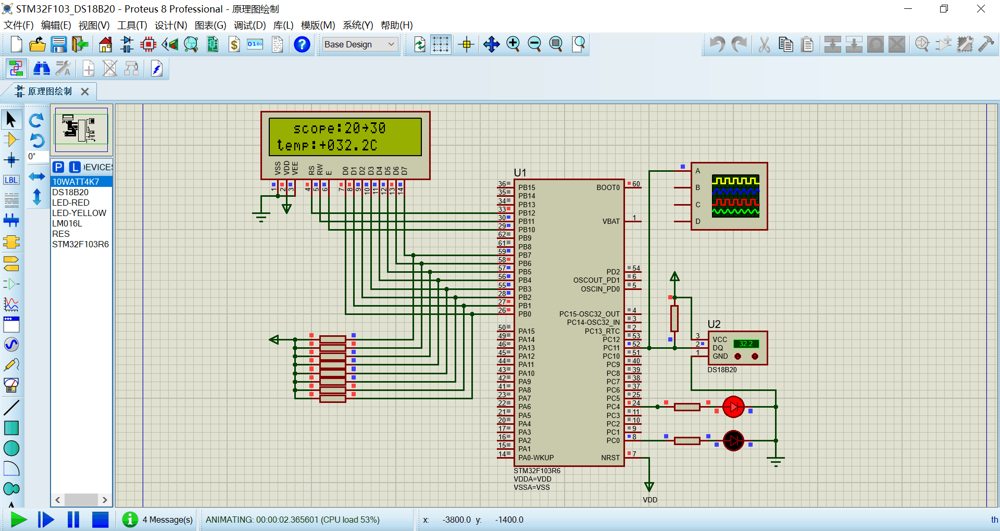 STM32F103_DS18B20 - Proteus 8 Professional - 原理图绘制
文件(F) 编辑(E) 视图(V) 工具(T) 设计(N) 图表(G) 调试(D) 库(L) 模版(M) 系统(Y) 帮助(H)
Base Design
原理图绘制
0°
P L DEVICES
LBL
10WATT4K7
DS18B20
LED-RED
LED-YELLOW
LM016L
RES
STM32F103R6
scope:20→30
temp:+032.2C
VSS VDD VEE RS RW E D0 D1 D2 D3 D4 D5 D6 D7
1 2 3 4 5 6 7 8 9 10 11 12 13 14
U1
36 PB15
35 PB14
34 PB13
33 PB12
30 PB11
29 PB10
62 PB9
61 PB8
59 PB7
58 PB6
57 PB5
56 PB4
55 PB3
28 PB2
27 PB1
26 PB0
50 PA15
49 PA14
46 PA13
45 PA12
44 PA11
43 PA10
42 PA9
41 PA8
23 PA7
22 PA6
21 PA5
20 PA4
17 PA3
16 PA2
15 PA1
14 PA0-WKUP
BOOT0 60
VBAT 1
PD2 54
OSCOUT_PD1 6
OSCIN_PD0 5
PC15-OSC32_OUT 4
PC14-OSC32_IN 3
PC13_RTC 2
PC12 53
PC11 52
PC10 51
PC9 40
PC8 39
PC7 38
PC6 37
PC5 25
PC4 24
PC3 11
PC2 10
PC1 9
PC0 8
NRST 7
STM32F103R6
VDDA=VDD
VSSA=VSS
VDD
A
B
C
D
U2
3 VCC
2 DQ
1 GND
32.2
DS18B20
4 Message(s)
ANIMATING: 00:00:02.365601 (CPU load 53%)
x: -3800.0 y: -1400.0
th